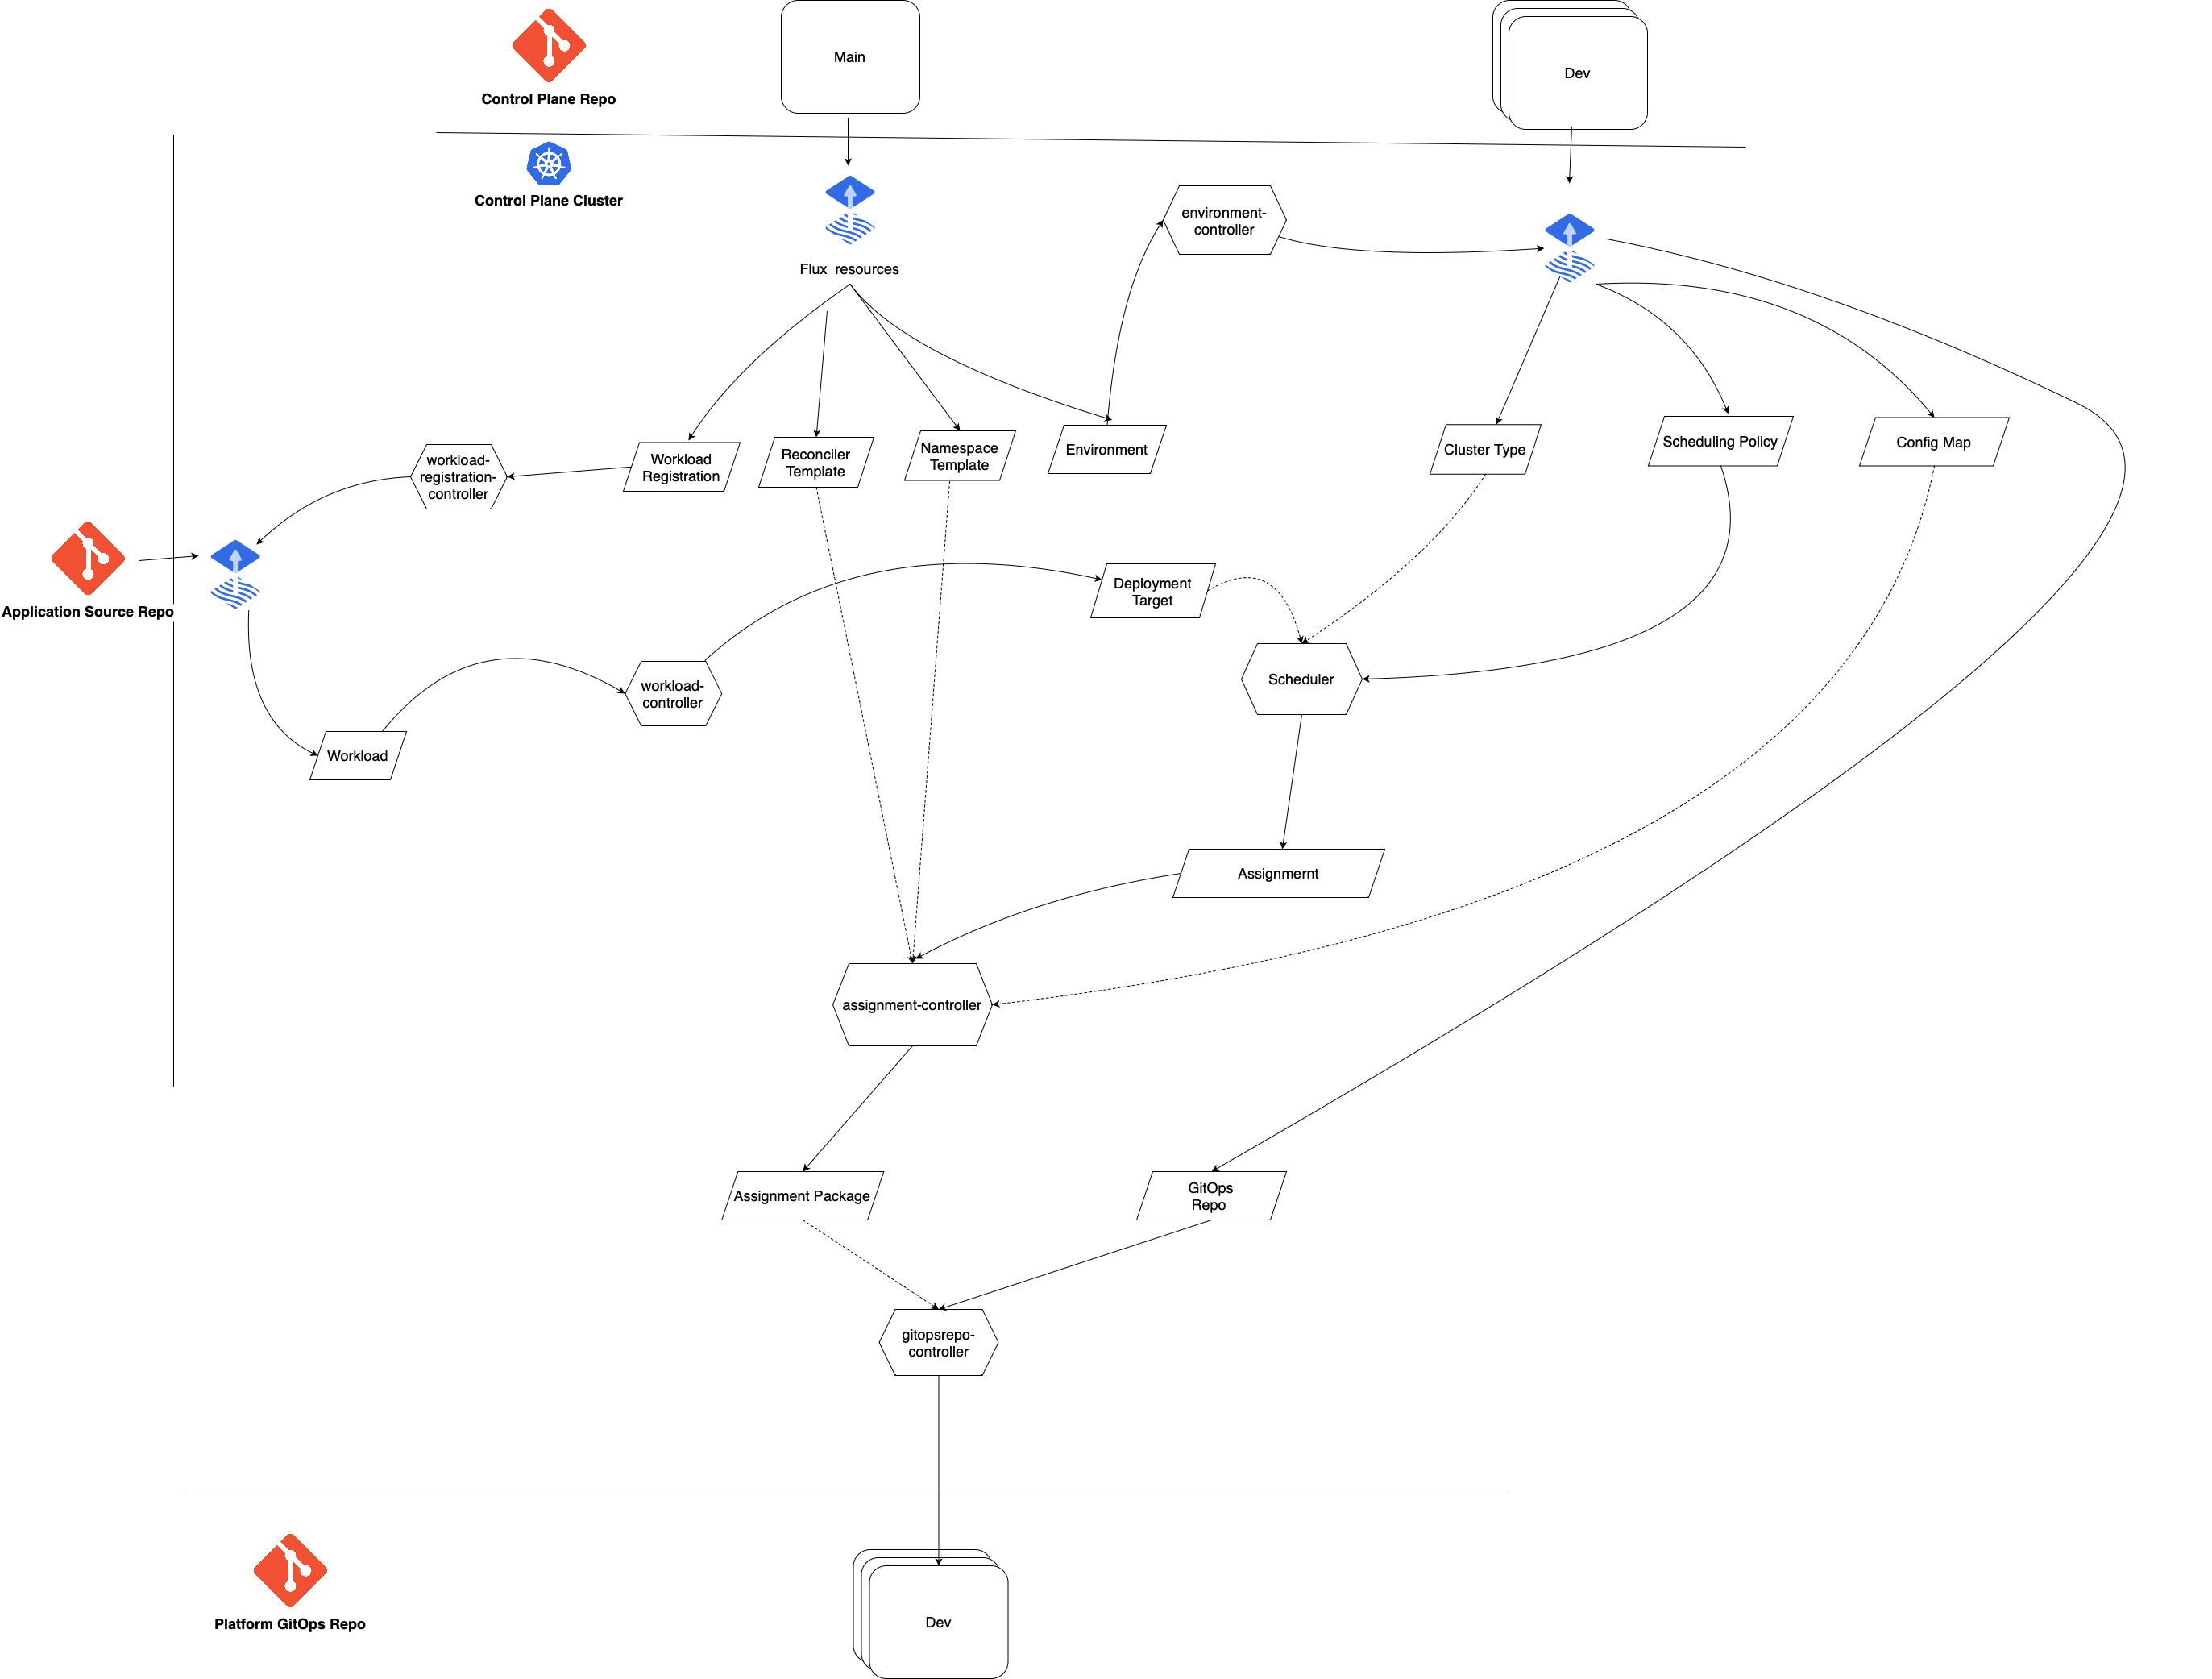 Main
Dev
Control Plane Repo
Control Plane Cluster
environment-
controller
Flux resources
Workload
Registration
Reconciler
Template
Namespace
Template
Environment
Cluster Type
Scheduling Policy
Config Map
workload-
registration-
controller
Application Source Repo
Deployment
Target
workload-
controller
Scheduler
Workload
Assignmernt
assignment-controller
Assignment Package
GitOps
Repo
gitopsrepo-
controller
Platform GitOps Repo
Dev